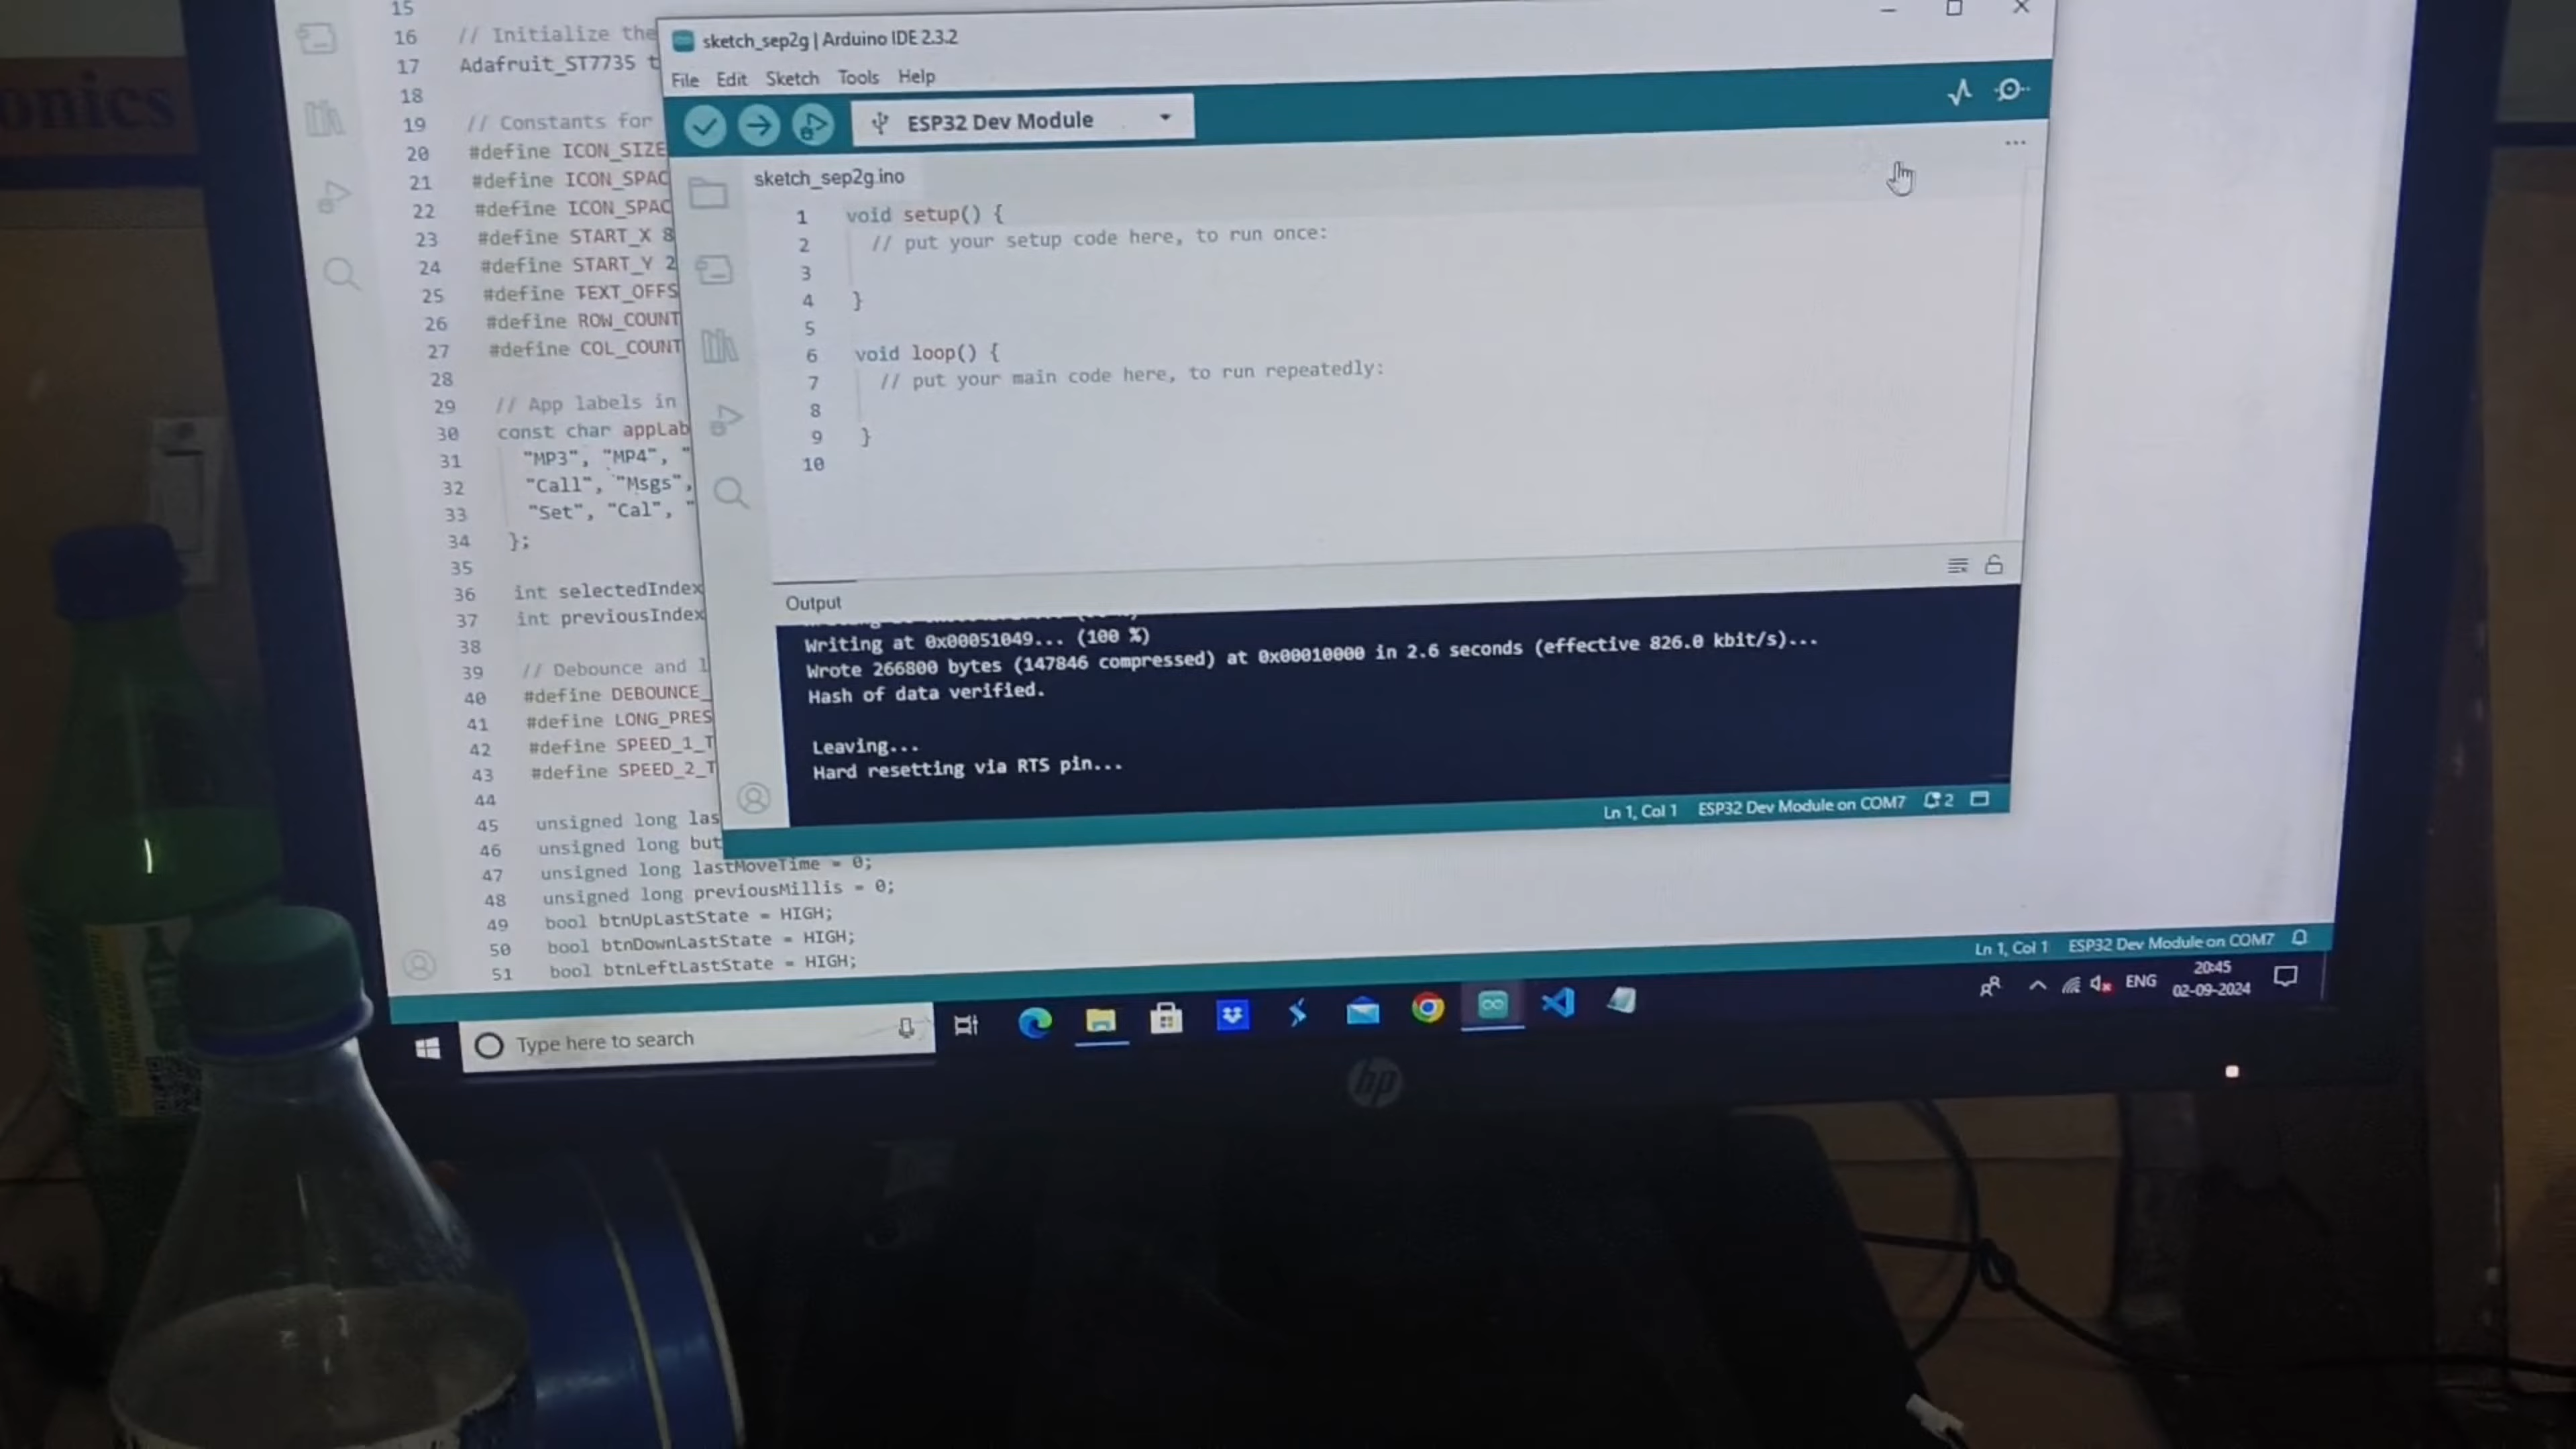 onics
15
16 // Initialize the
17 Adafruit_ST7735 t
18
19 // Constants for
20 #define ICON_SIZE
21 #define ICON_SPAC
22 #define ICON_SPAC
23 #define START_X 8
24 #define START_Y 2
25 #define TEXT_OFFS
26 #define ROW_COUNT
27 #define COL_COUNT
28
29 // App labels in
30 const char appLab
31 "MP3", "MP4", "
32 "Call", "Msgs",
33 "Set", "Cal", "
34 };
35
36 int selectedIndex
37 int previousIndex
38
39 // Debounce and l
40 #define DEBOUNCE_
41 #define LONG_PRES
42 #define SPEED_1_T
43 #define SPEED_2_T
44
45 unsigned long las
46 unsigned long but
47 unsigned long lastMoveTime = 0;
48 unsigned long previousMillis = 0;
49 bool btnUpLastState = HIGH;
50 bool btnDownLastState = HIGH;
51 bool btnLeftLastState = HIGH;
sketch_sep2g | Arduino IDE 2.3.2
File Edit Sketch Tools Help
ESP32 Dev Module
sketch_sep2g.ino
1 void setup() {
2 // put your setup code here, to run once:
3
4 }
5
6 void loop() {
7 // put your main code here, to run repeatedly:
8
9 }
10
Output
Writing at 0x00051049... (100 %)
Wrote 266800 bytes (147846 compressed) at 0x00010000 in 2.6 seconds (effective 826.0 kbit/s)...
Hash of data verified.
Leaving...
Hard resetting via RTS pin...
Ln 1, Col 1 ESP32 Dev Module on COM7 2
Ln 1, Col 1 ESP32 Dev Module on COM7
Type here to search
ENG
20:45
02-09-2024
hp